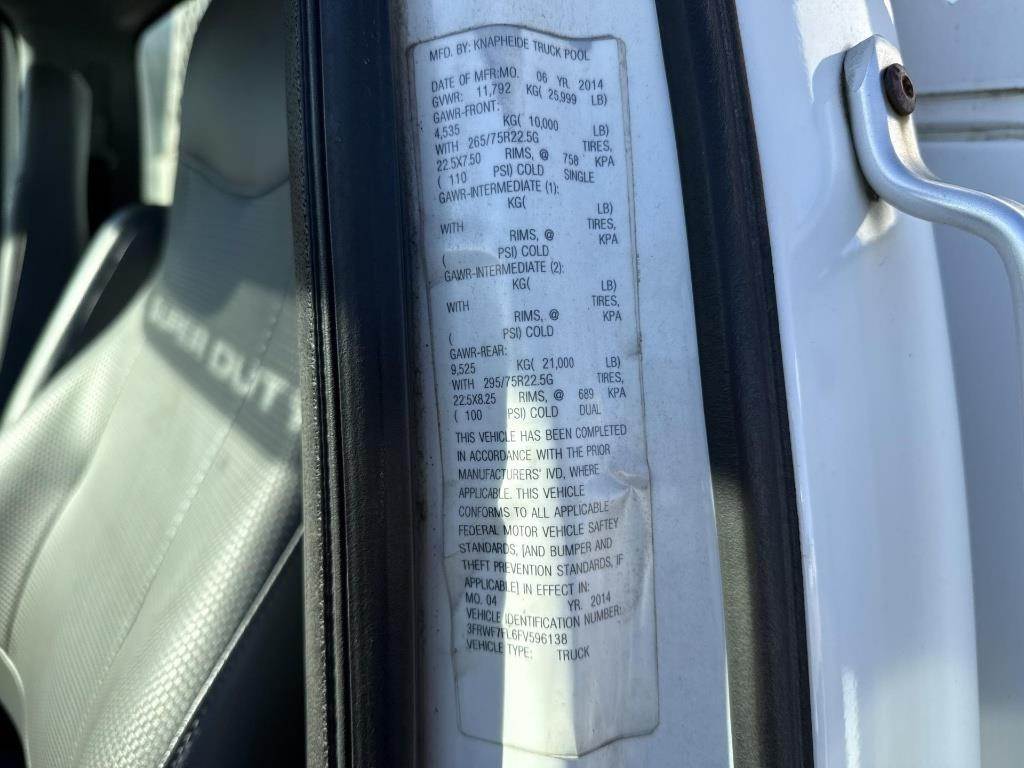 SUPER DUTY
MFG. BY: KNAPHEIDE TRUCK POOL
DATE OF MFR:MO. 06 YR. 2014
GVWR: 11,792 KG( 25,999 LB)
GAWR-FRONT:
4,535 KG( 10,000 LB)
WITH 265/75R22.5G TIRES,
22.5X7.50 RIMS, @ 758 KPA
( 110 PSI) COLD SINGLE
GAWR-INTERMEDIATE (1):
KG( LB)
WITH TIRES,
RIMS, @ KPA
( PSI) COLD
GAWR-INTERMEDIATE (2):
KG( LB)
WITH TIRES,
RIMS, @ KPA
( PSI) COLD
GAWR-REAR:
9,525 KG( 21,000 LB)
WITH 295/75R22.5G TIRES,
22.5X8.25 RIMS, @ 689 KPA
( 100 PSI) COLD DUAL
THIS VEHICLE HAS BEEN COMPLETED
IN ACCORDANCE WITH THE PRIOR
MANUFACTURERS' IVD, WHERE
APPLICABLE. THIS VEHICLE
CONFORMS TO ALL APPLICABLE
FEDERAL MOTOR VEHICLE SAFTEY
STANDARDS, [AND BUMPER AND
THEFT PREVENTION STANDARDS, IF
APPLICABLE] IN EFFECT IN:
MO. 04 YR. 2014
VEHICLE IDENTIFICATION NUMBER:
3FRWF7FL6FV596138
VEHICLE TYPE: TRUCK